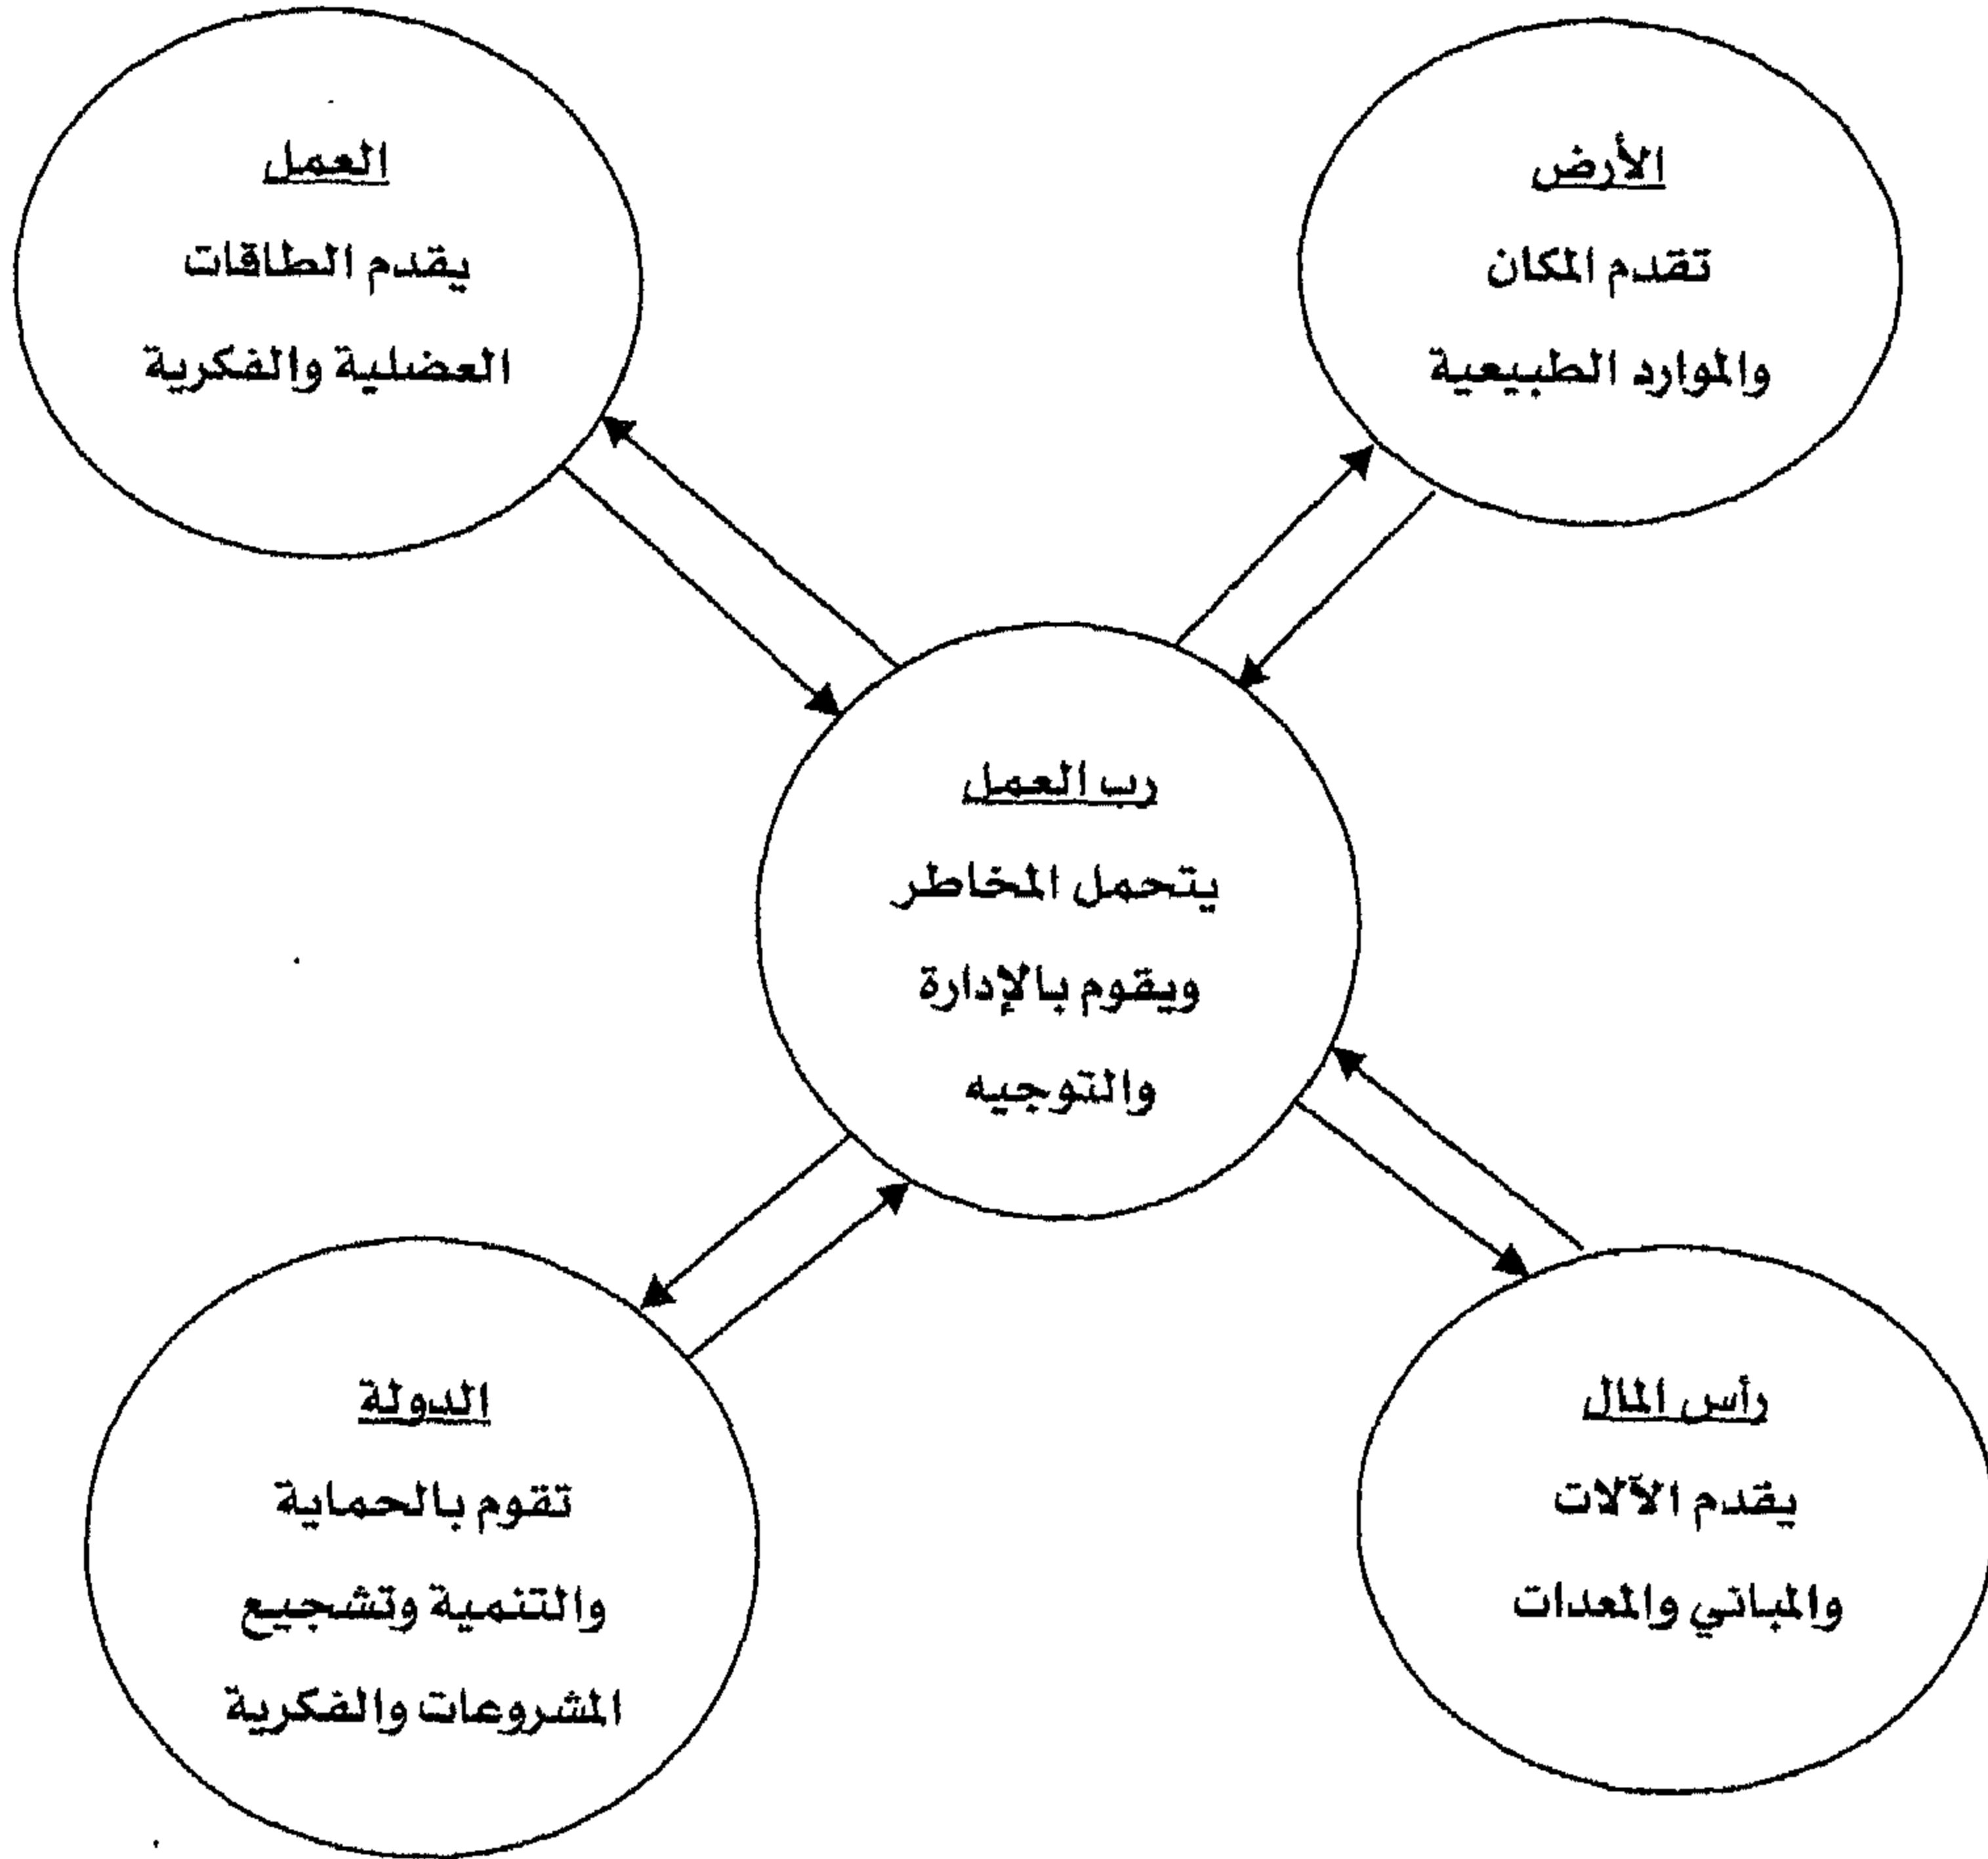 الأرض
تقدم المكان
والموارد الطبيعية
العمل
يقدم الطاقات
العضلية والفكرية
رب العمل
يتحمل المخاطر
ويقوم بالإدارة
والتوجيه
رأس المال
يقدم الآلات
والمباني والمعدات
الدولة
تقوم بالحماية
والتنمية وتشجيع
المشروعات والفكرية